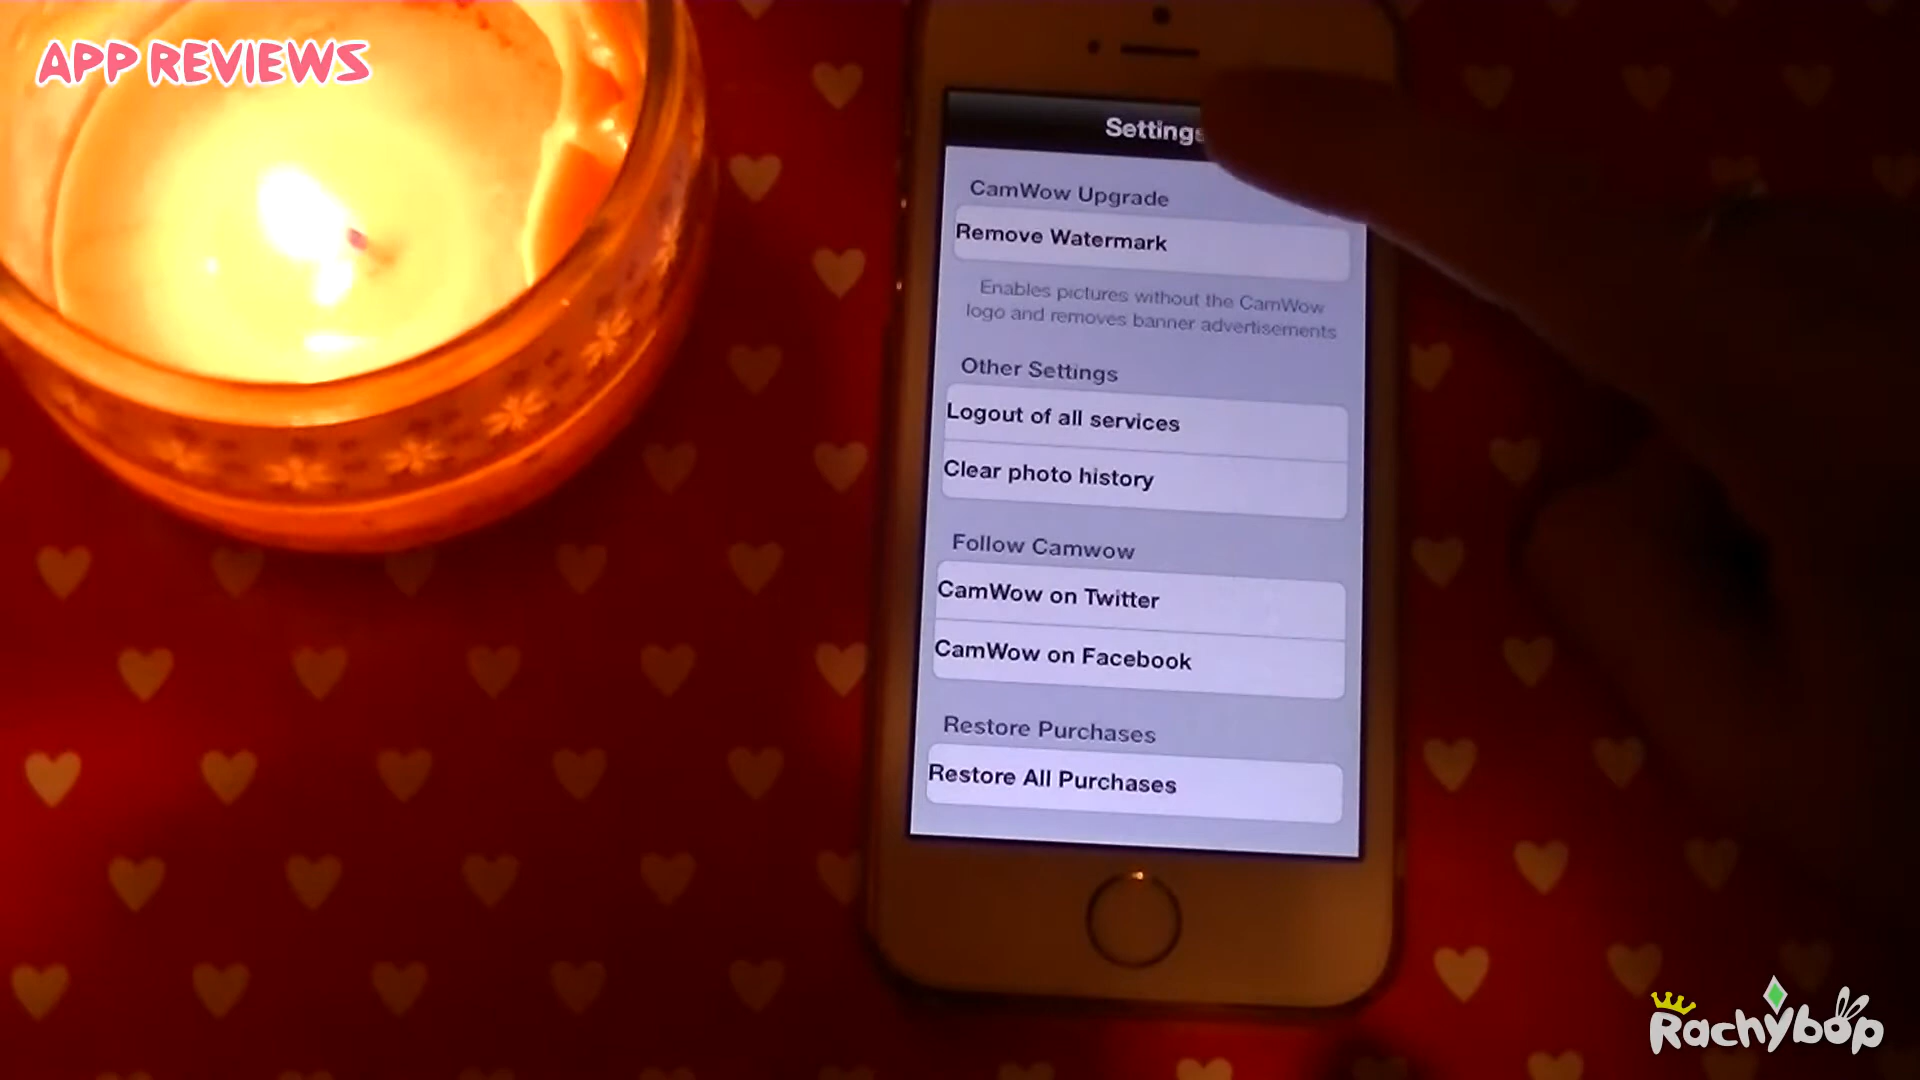 APP REVIEWS
Settings
CamWow Upgrade
Remove Watermark
Enables pictures without the CamWow
logo and removes banner advertisements
Other Settings
Logout of all services
Clear photo history
Follow Camwow
CamWow on Twitter
CamWow on Facebook
Restore Purchases
Restore All Purchases
Rachybop